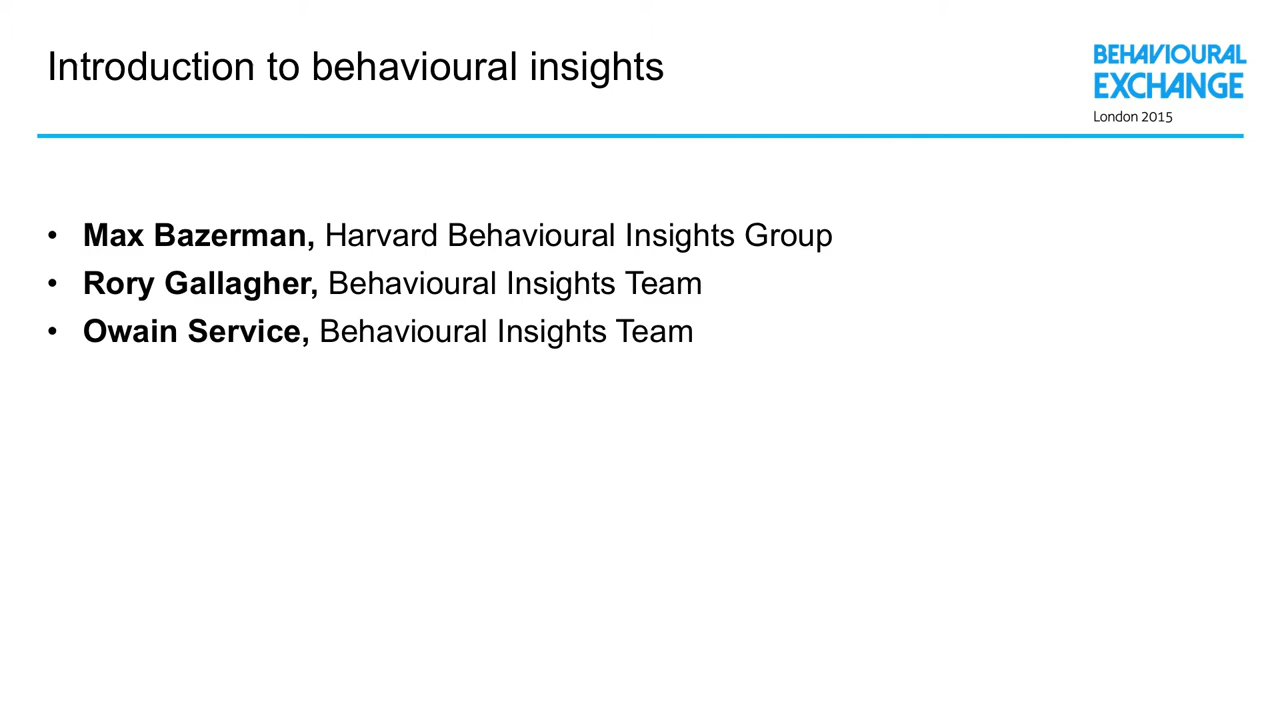 Introduction to behavioural insights
BEHAVIOURAL
EXCHANGE
London 2015
• Max Bazerman, Harvard Behavioural Insights Group
• Rory Gallagher, Behavioural Insights Team
• Owain Service, Behavioural Insights Team